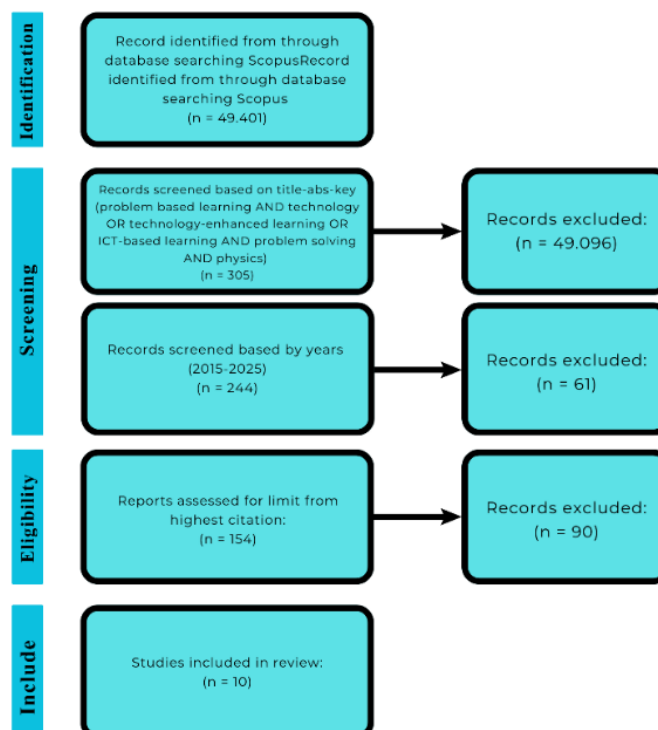 Identification
Record identified from through
database searching ScopusRecord
identified from through database
searching Scopus
(n = 49.401)
Screening
Records screened based on title-abs-key
(problem based learning AND technology
OR technology-enhanced learning OR
ICT-based learning AND problem solving
AND physics)
(n = 305)
Records excluded:
(n = 49.096)
Records screened based by years
(2015-2025)
(n = 244)
Records excluded:
(n = 61)
Eligibility
Reports assessed for limit from
highest citation:
(n = 154)
Records excluded:
(n = 90)
Include
Studies included in review:
(n = 10)